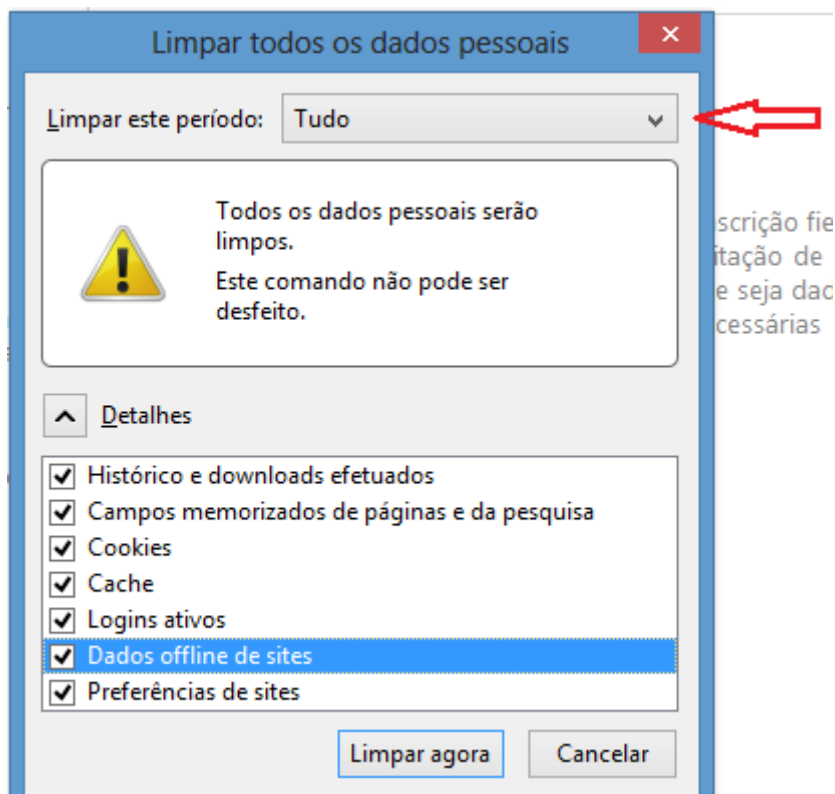 Limpar todos os dados pessoais
Limpar este período: Tudo
Todos os dados pessoais serão
limpos.
Este comando não pode ser
desfeito.
scrição fie
itação de
e seja dad
cessárias
Detalhes
Histórico e downloads efetuados
Campos memorizados de páginas e da pesquisa
Cookies
Cache
Logins ativos
Dados offline de sites
Preferências de sites
Limpar agora Cancelar